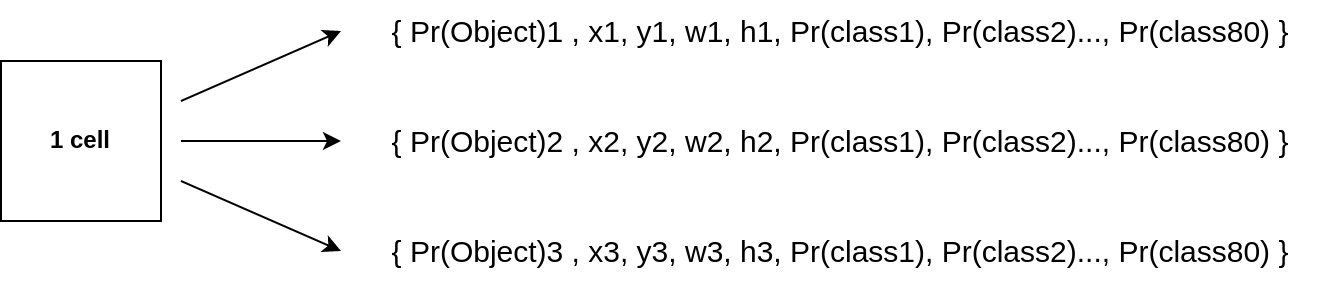 { Pr(Object)1 , x1, y1, w1, h1, Pr(class1), Pr(class2)..., Pr(class80) }
1 cell
{ Pr(Object)2 , x2, y2, w2, h2, Pr(class1), Pr(class2)..., Pr(class80) }
{ Pr(Object)3 , x3, y3, w3, h3, Pr(class1), Pr(class2)..., Pr(class80) }